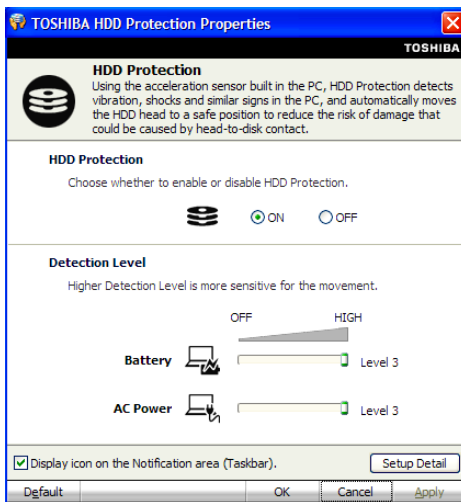 TOSHIBA HDD Protection Properties
TOSHIBA
HDD Protection
Using the acceleration sensor built in the PC, HDD Protection detects
vibration, shocks and similar signs in the PC, and automatically moves
the HDD head to a safe position to reduce the risk of damage that
could be caused by head-to-disk contact.
HDD Protection
Choose whether to enable or disable HDD Protection.
ON OFF
Detection Level
Higher Detection Level is more sensitive for the movement.
OFF HIGH
Battery Level 3
AC Power Level 3
Display icon on the Notification area (Taskbar). Setup Detail
Default OK Cancel Apply